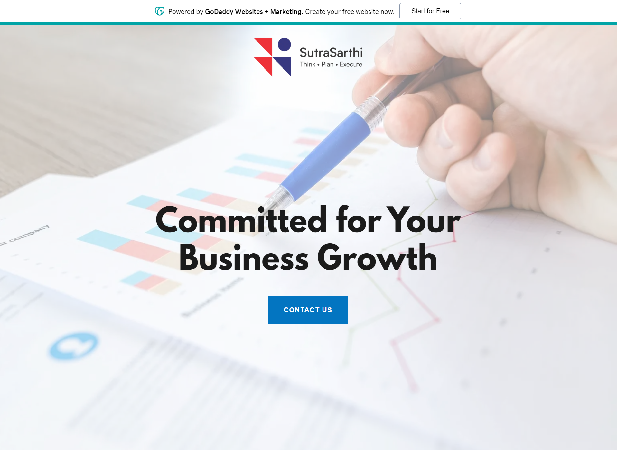 Powered by GoDaddy Websites + Marketing. Create your free website now. Start for Free
SutraSarthi
Think • Plan • Execute
Committed for Your
Business Growth
CONTACT US